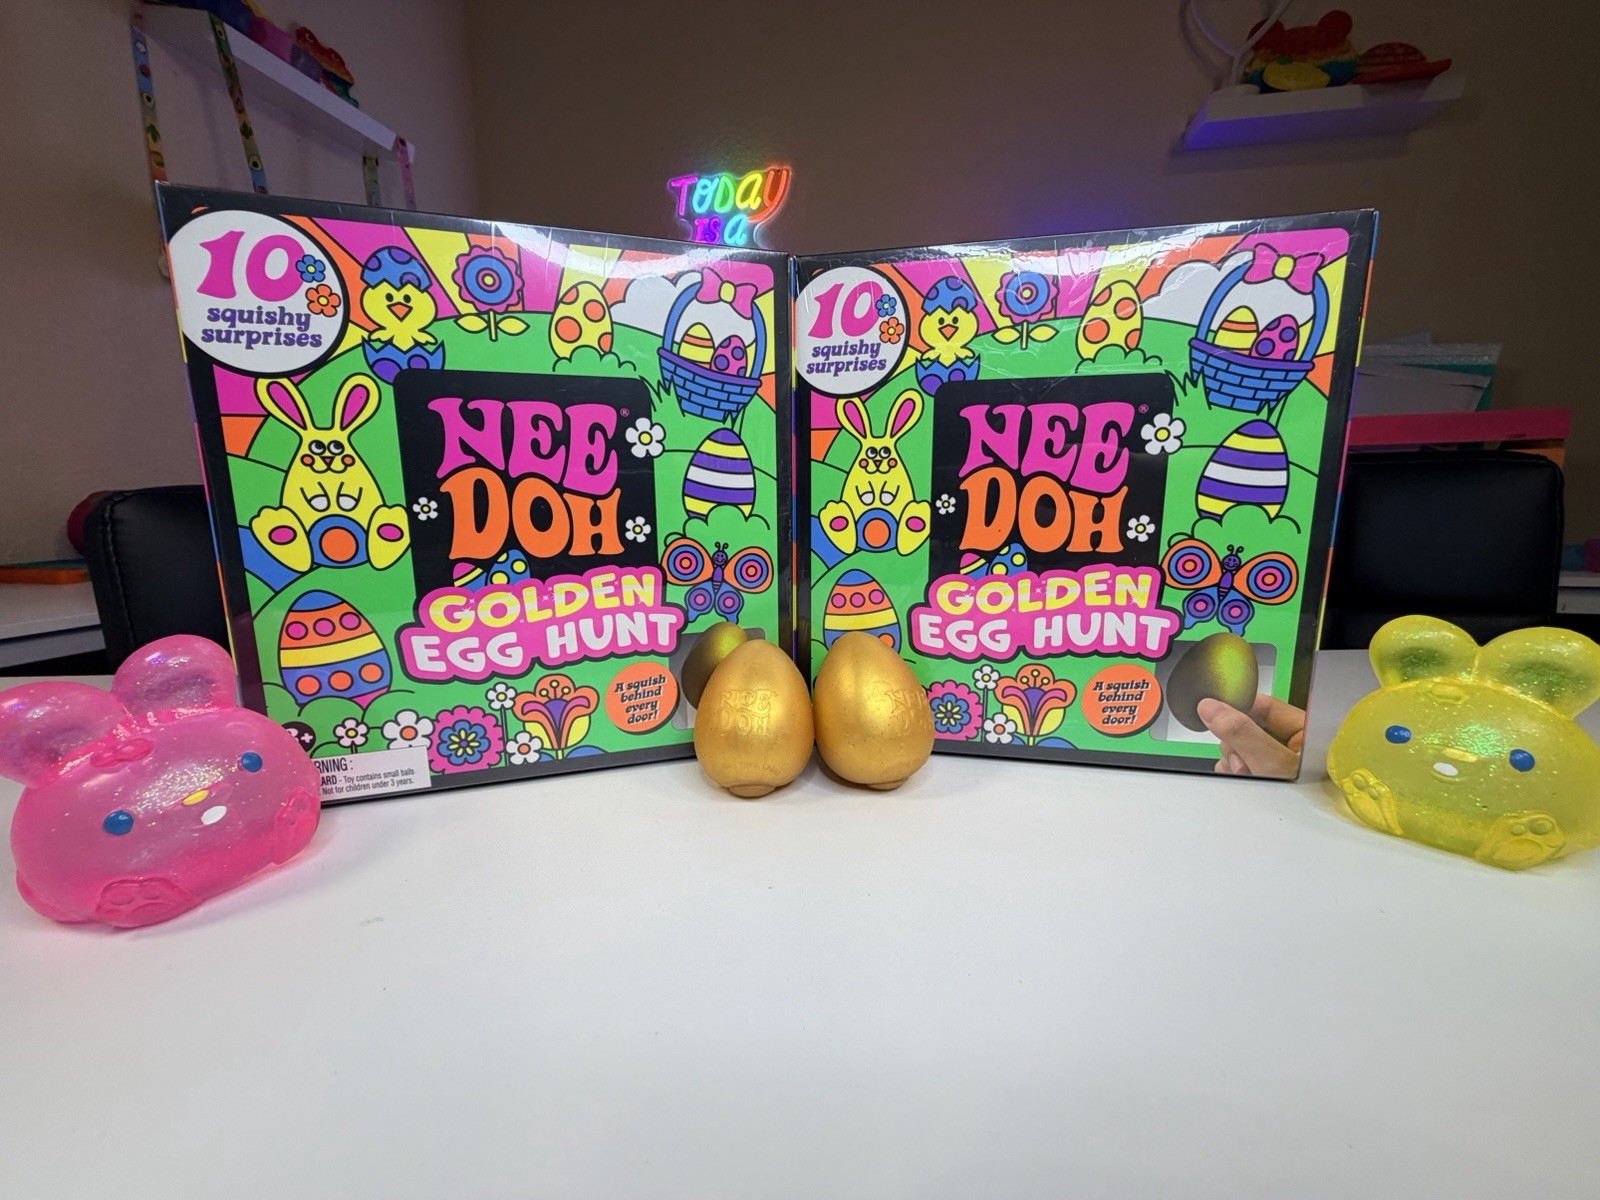 TODAY
IS a
10
squishy
surprises
NEE
DOH®
GOLDEN
EGG HUNT
A squish
behind
every
door!
NEE
DOH
RNING:
ARD - Toy contains small balls
Not for children under 3 years.
10
squishy
surprises
NEE
DOH®
GOLDEN
EGG HUNT
A squish
behind
every
door!